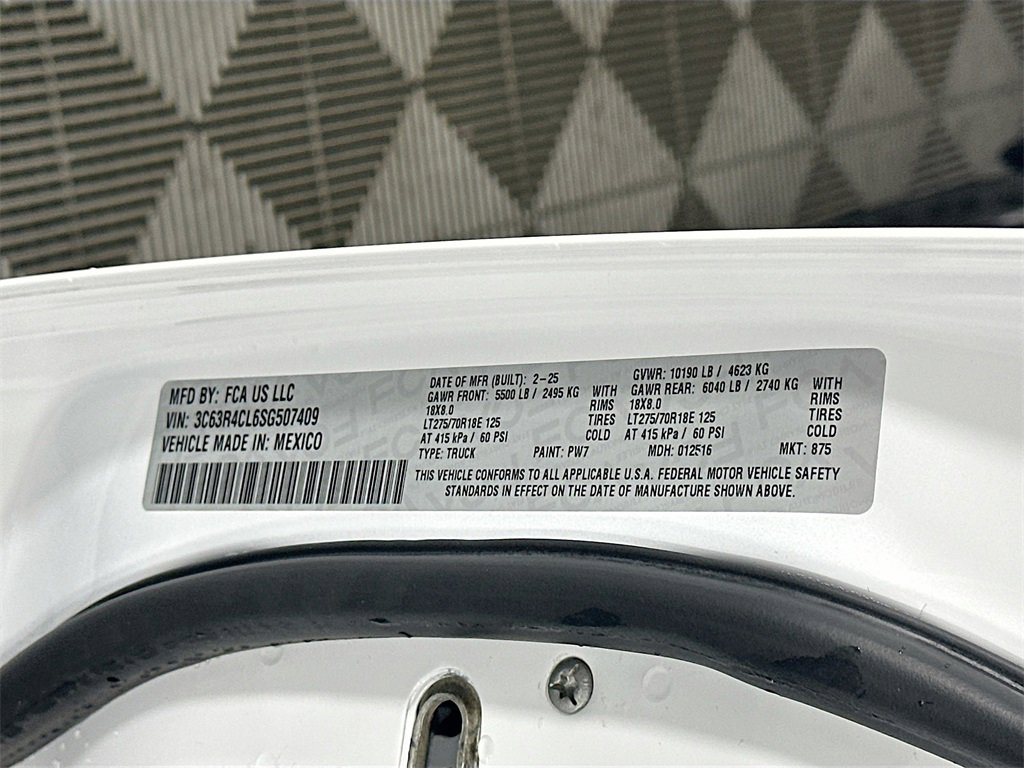 MFD BY: FCA US LLC
VIN: 3C63R4CL6SG507409
VEHICLE MADE IN: MEXICO
DATE OF MFR (BUILT): 2-25
GAWR FRONT: 5500 LB / 2495 KG WITH
18X8.0 RIMS
LT275/70R18E 125 TIRES
AT 415 kPa / 60 PSI COLD
GVWR: 10190 LB / 4623 KG
GAWR REAR: 6040 LB / 2740 KG WITH
18X8.0 RIMS
LT275/70R18E 125 TIRES
AT 415 kPa / 60 PSI COLD
TYPE: TRUCK PAINT: PW7 MDH: 012516 MKT: 875
THIS VEHICLE CONFORMS TO ALL APPLICABLE U.S.A. FEDERAL MOTOR VEHICLE SAFETY
STANDARDS IN EFFECT ON THE DATE OF MANUFACTURE SHOWN ABOVE.